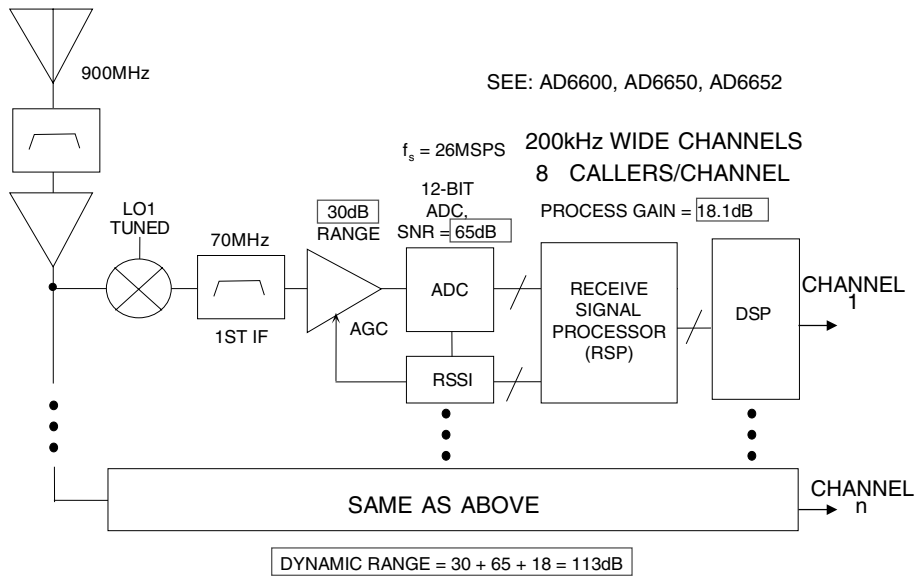 900MHz
SEE: AD6600, AD6650, AD6652
fs = 26MSPS
200kHz WIDE CHANNELS
8 CALLERS/CHANNEL
12-BIT
ADC,
SNR = 65dB
PROCESS GAIN = 18.1dB
LO1
TUNED
30dB
RANGE
70MHz
1ST IF
AGC
ADC
RSSI
RECEIVE
SIGNAL
PROCESSOR
(RSP)
DSP
CHANNEL
1
SAME AS ABOVE
CHANNEL
n
DYNAMIC RANGE = 30 + 65 + 18 = 113dB